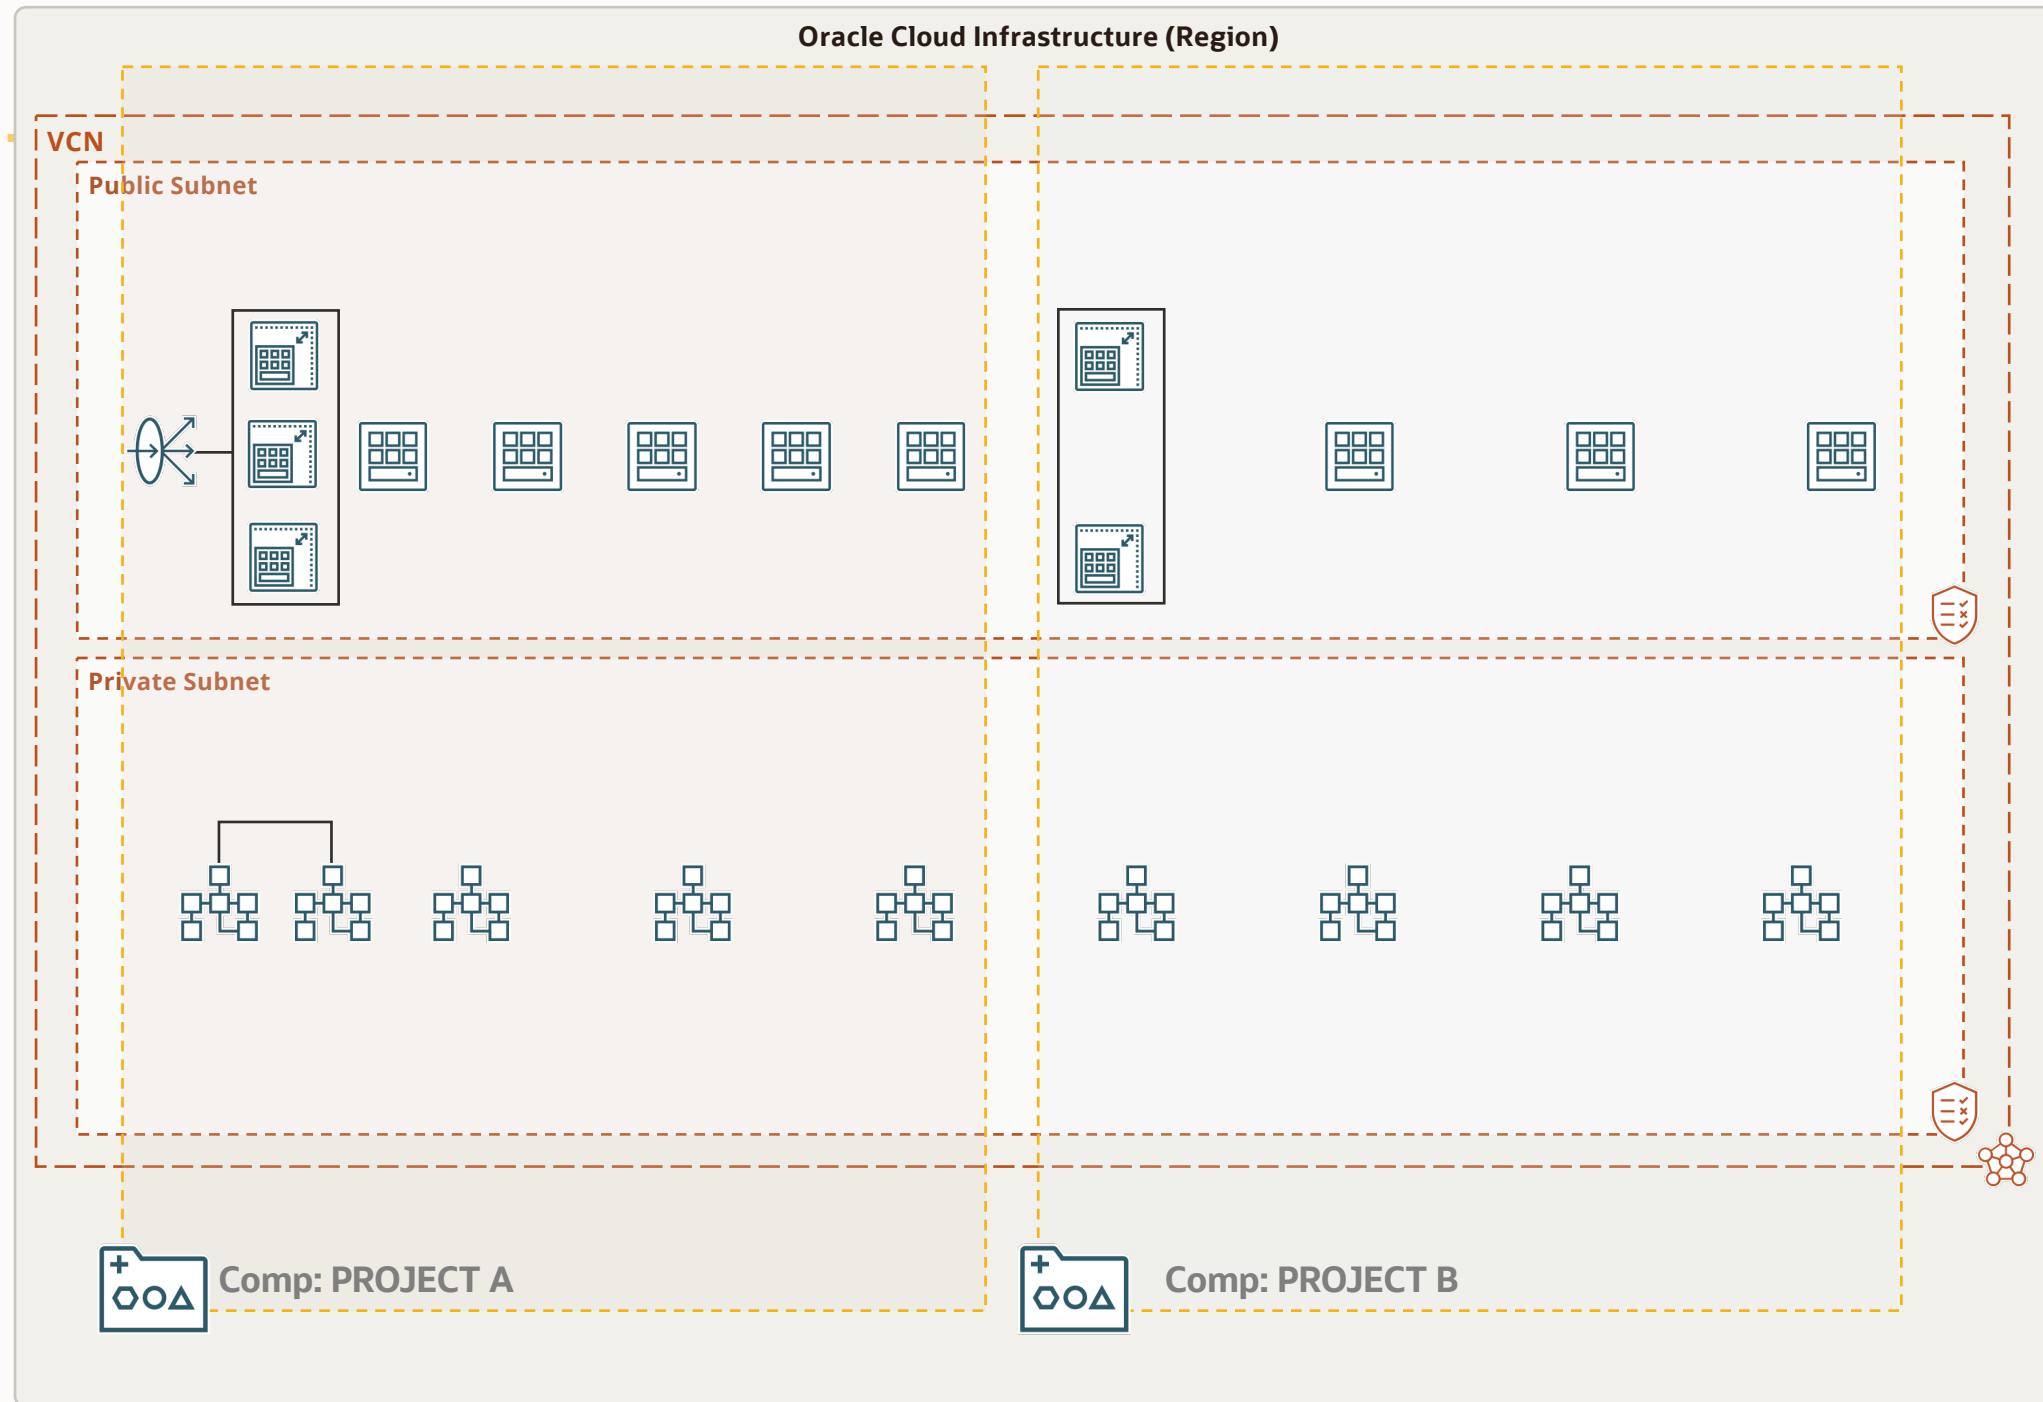 Oracle Cloud Infrastructure (Region)
VCN
Public Subnet
Private Subnet
Comp: PROJECT A
Comp: PROJECT B